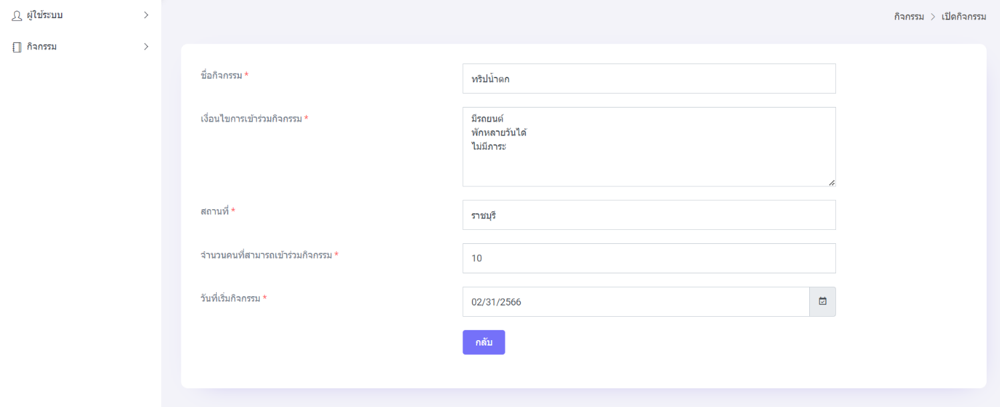 ผู้ใช้ระบบ
กิจกรรม
กิจกรรม > เปิดกิจกรรม
ชื่อกิจกรรม *
ทริปน้ำตก
เงื่อนไขการเข้าร่วมกิจกรรม *
มีรถยนต์
พักหลายวันได้
ไม่มีภาระ
สถานที่ *
ราชบุรี
จำนวนคนที่สามารถเข้าร่วมกิจกรรม *
10
วันที่เริ่มกิจกรรม *
02/31/2566
กลับ